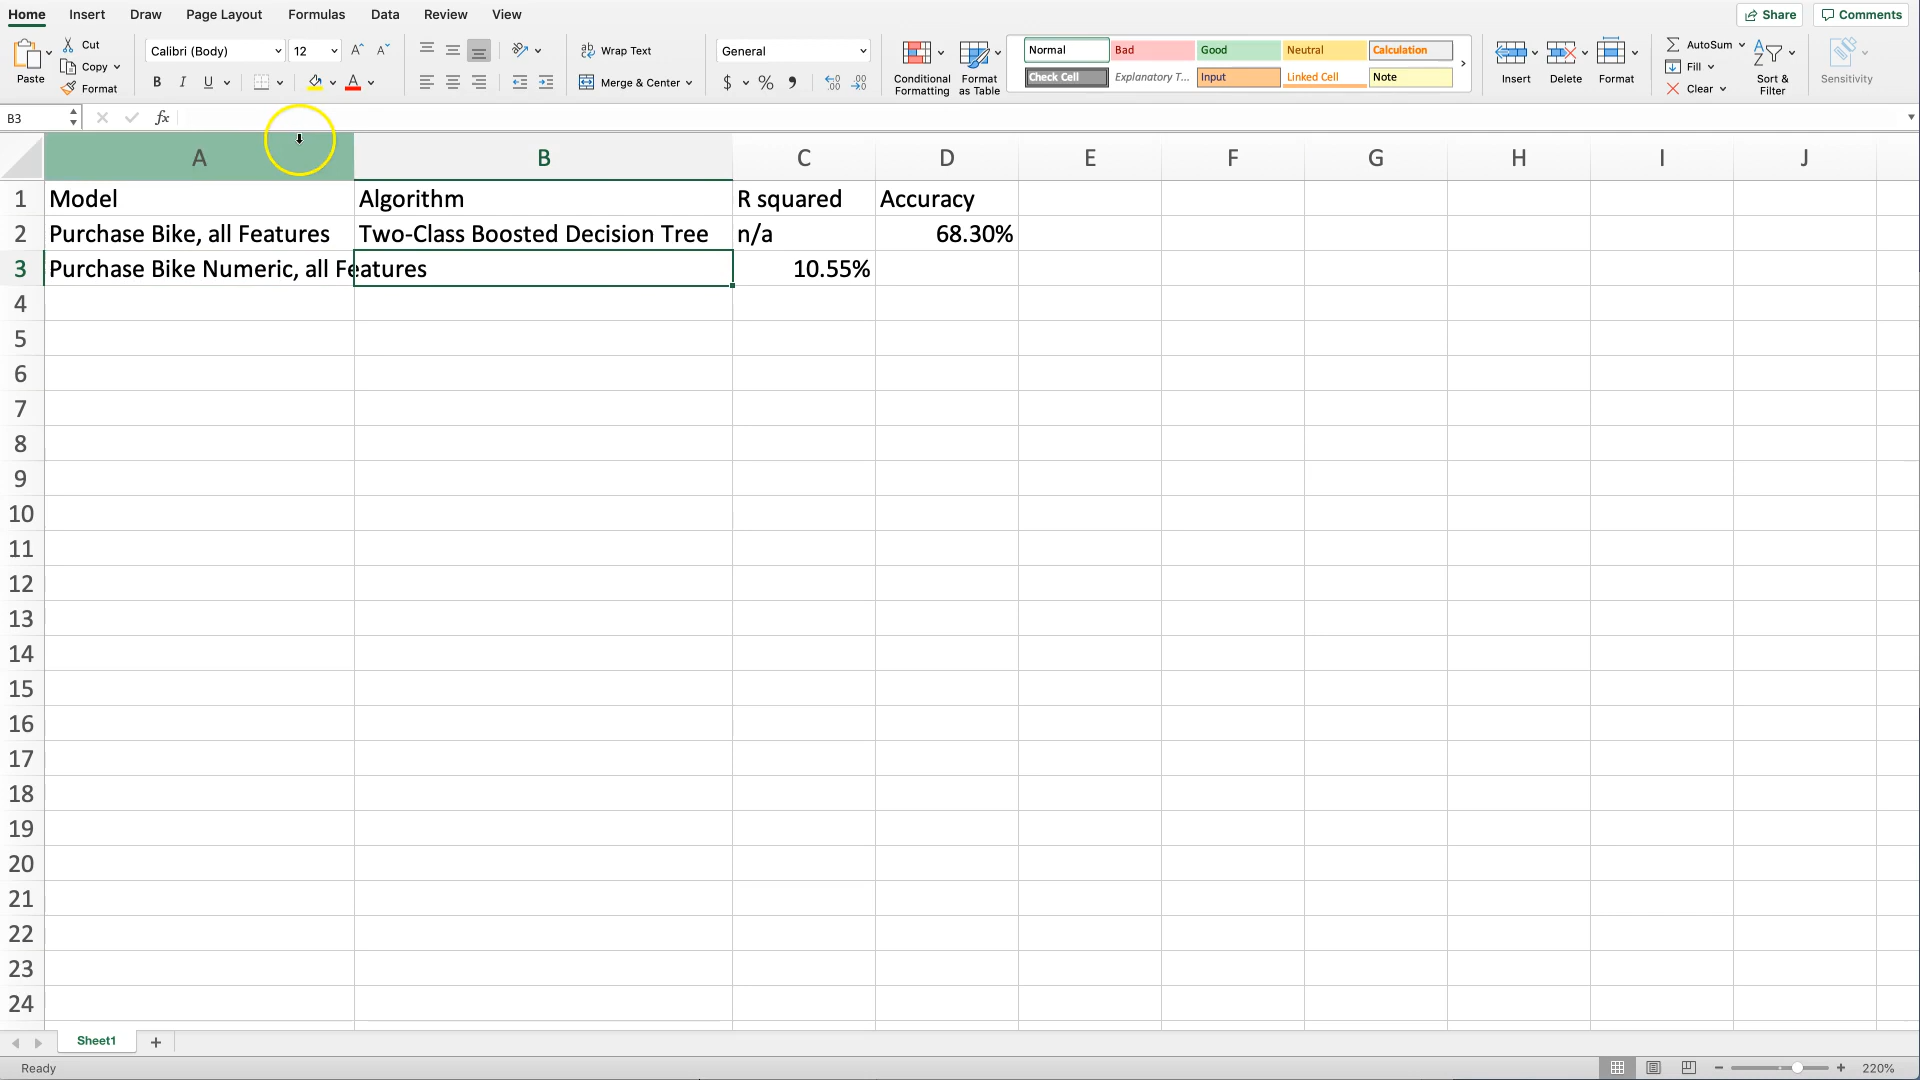 Home Insert Draw Page Layout Formulas Data Review View Share Comments
Paste Cut Calibri (Body) 12 Wrap Text General Normal Bad Good Neutral Calculation AutoSum
Copy Conditional Formatting Format as Table Insert Delete Format Fill Sort & Filter Sensitivity
Format B I U A Merge & Center $ % Check Cell Explanatory T... Input Linked Cell Note Clear
B3 fx
A B C D E F G H I J
1 Model Algorithm R squared Accuracy
2 Purchase Bike, all Features Two-Class Boosted Decision Tree n/a 68.30%
3 Purchase Bike Numeric, all Features 10.55%
4
5
6
7
8
9
10
11
12
13
14
15
16
17
18
19
20
21
22
23
24
Sheet1 +
Ready 220%